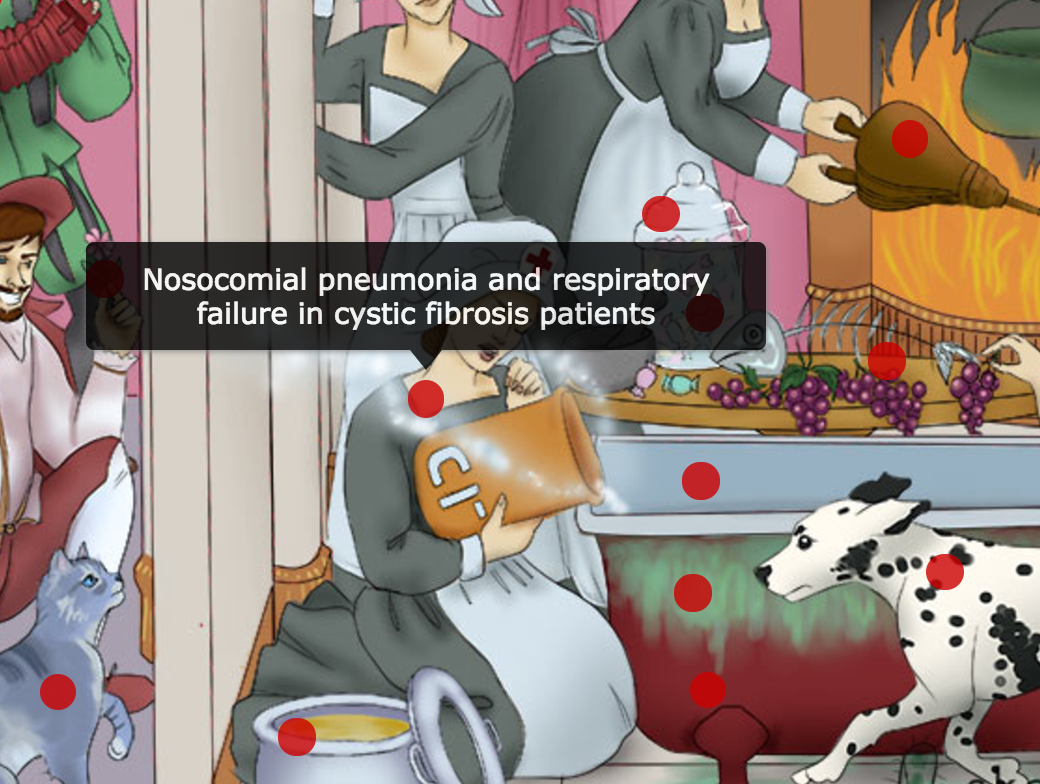 Nosocomial pneumonia and respiratory
failure in cystic fibrosis patients
Cl-